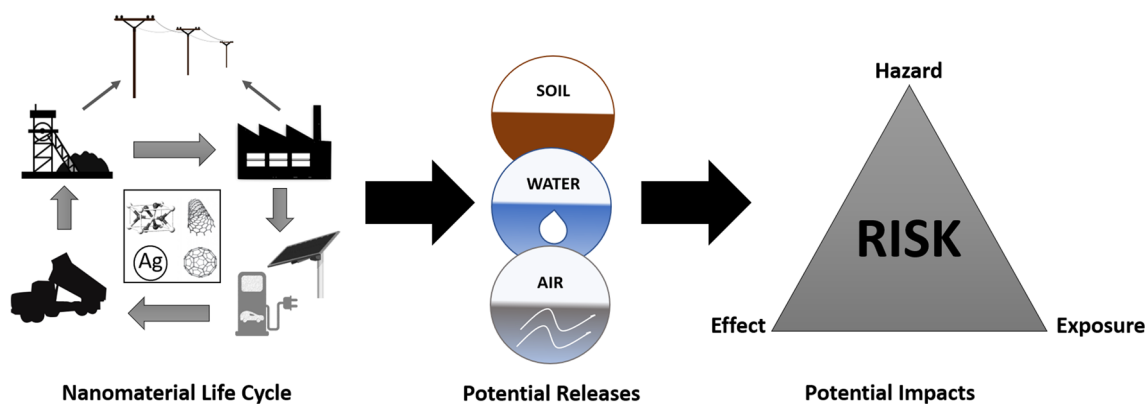 Ag
Nanomaterial Life Cycle
SOIL
WATER
AIR
Potential Releases
Hazard
RISK
Effect
Exposure
Potential Impacts